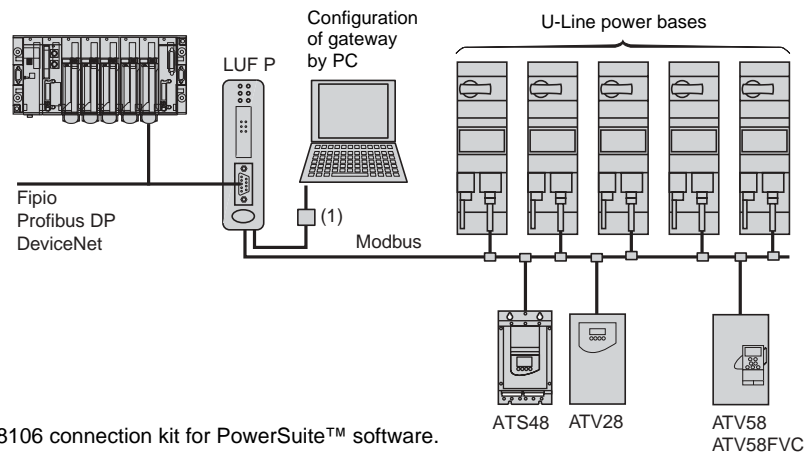 Configuration
of gateway
by PC
U-Line power bases
LUF P
Fipio
Profibus DP
DeviceNet
(1)
Modbus
ATS48
ATV28
ATV58
ATV58FVC
8106 connection kit for PowerSuite™ software.